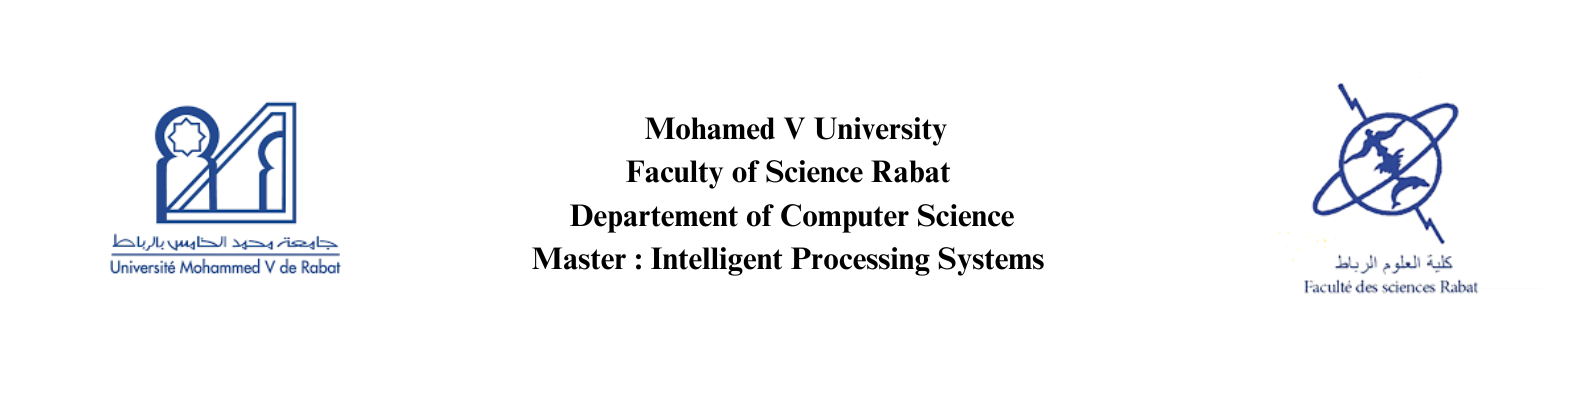 جامعة محمد الخامس بالرباط
Université Mohammed V de Rabat
Mohamed V University
Faculty of Science Rabat
Departement of Computer Science
Master : Intelligent Processing Systems
كلية العلوم الرباط
Faculté des sciences Rabat